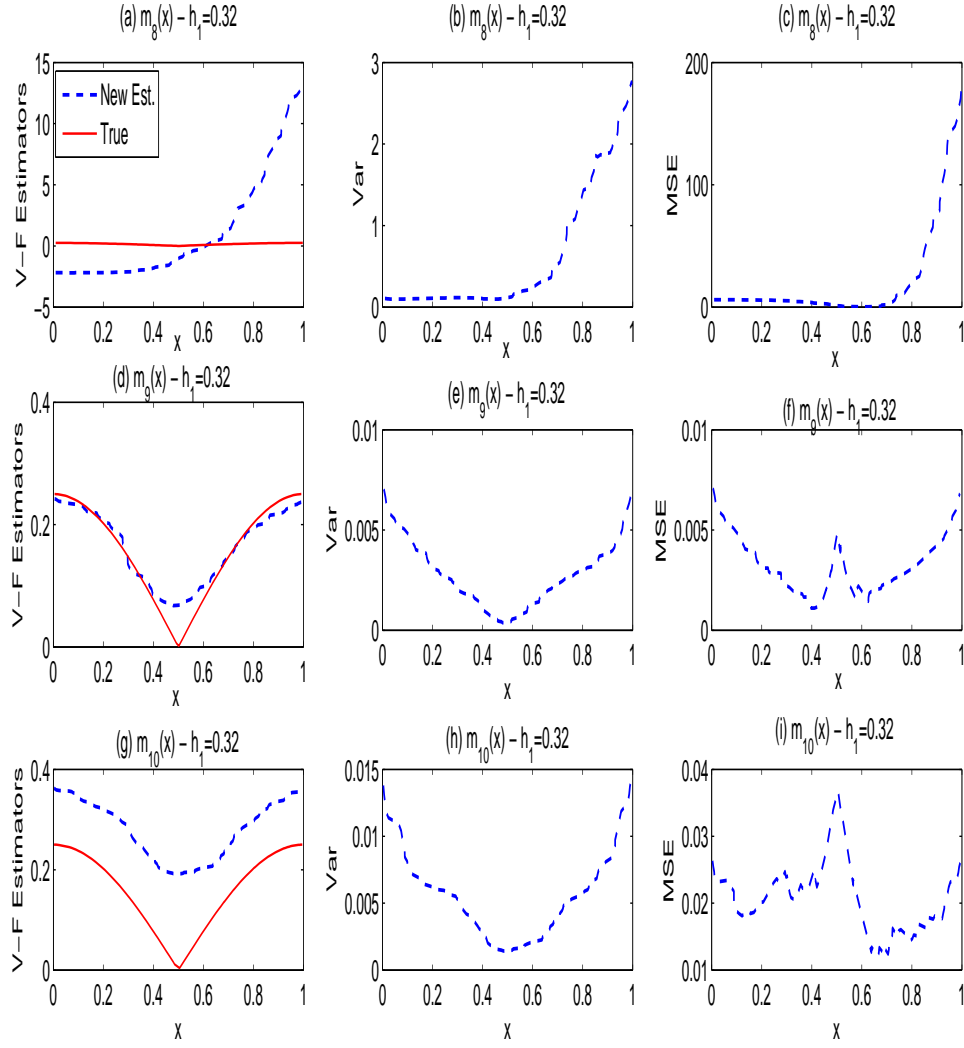 (a) m₈(x) − h₁=0.32
(b) m₈(x) − h₁=0.32
(c) m₈(x) − h₁=0.32
V−F Estimators
15
10
5
0
−5
New Est.
True
0 0.2 0.4 0.6 0.8 1
x
Var
3
2
1
0
0 0.2 0.4 0.6 0.8 1
x
MSE
200
100
0
0 0.2 0.4 0.6 0.8 1
x
(d) m₉(x) − h₁=0.32
(e) m₉(x) − h₁=0.32
(f) m₉(x) − h₁=0.32
V−F Estimators
0.4
0.2
0
0 0.2 0.4 0.6 0.8 1
x
Var
0.01
0.005
0
0 0.2 0.4 0.6 0.8 1
x
MSE
0.01
0.005
0
0 0.2 0.4 0.6 0.8 1
x
(g) m₁₀(x) − h₁=0.32
(h) m₁₀(x) − h₁=0.32
(i) m₁₀(x) − h₁=0.32
V−F Estimators
0.4
0.2
0
0 0.2 0.4 0.6 0.8 1
x
Var
0.015
0.01
0.005
0
0 0.2 0.4 0.6 0.8 1
x
MSE
0.04
0.03
0.02
0.01
0 0.2 0.4 0.6 0.8 1
x